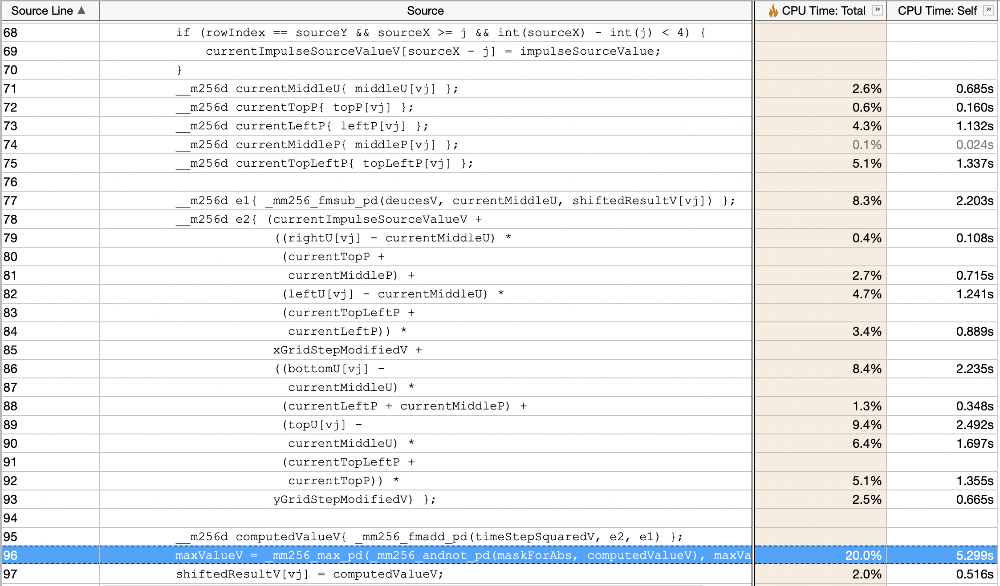 Source Line ▲ Source 🔥 CPU Time: Total » CPU Time: Self »
68 if (rowIndex == sourceY && sourceX >= j && int(sourceX) - int(j) < 4) {
69 currentImpulseSourceValueV[sourceX - j] = impulseSourceValue;
70 }
71 __m256d currentMiddleU{ middleU[vj] }; 2.6% 0.685s
72 __m256d currentTopP{ topP[vj] }; 0.6% 0.160s
73 __m256d currentLeftP{ leftP[vj] }; 4.3% 1.132s
74 __m256d currentMiddleP{ middleP[vj] }; 0.1% 0.024s
75 __m256d currentTopLeftP{ topLeftP[vj] }; 5.1% 1.337s
76
77 __m256d e1{ _mm256_fmsub_pd(deucesV, currentMiddleU, shiftedResultV[vj]) }; 8.3% 2.203s
78 __m256d e2{ (currentImpulseSourceValueV +
79 ((rightU[vj] - currentMiddleU) * 0.4% 0.108s
80 (currentTopP +
81 currentMiddleP) + 2.7% 0.715s
82 (leftU[vj] - currentMiddleU) * 4.7% 1.241s
83 (currentTopLeftP +
84 currentLeftP)) * 3.4% 0.889s
85 xGridStepModifiedV +
86 ((bottomU[vj] - 8.4% 2.235s
87 currentMiddleU) *
88 (currentLeftP + currentMiddleP) + 1.3% 0.348s
89 (topU[vj] - 9.4% 2.492s
90 currentMiddleU) * 6.4% 1.697s
91 (currentTopLeftP +
92 currentTopP)) * 5.1% 1.355s
93 yGridStepModifiedV) }; 2.5% 0.665s
94
95 __m256d computedValueV{ _mm256_fmadd_pd(timeStepSquaredV, e2, e1) };
96 maxValueV = _mm256_max_pd(_mm256_andnot_pd(maskForAbs, computedValueV), maxVa 20.0% 5.299s
97 shiftedResultV[vj] = computedValueV; 2.0% 0.516s